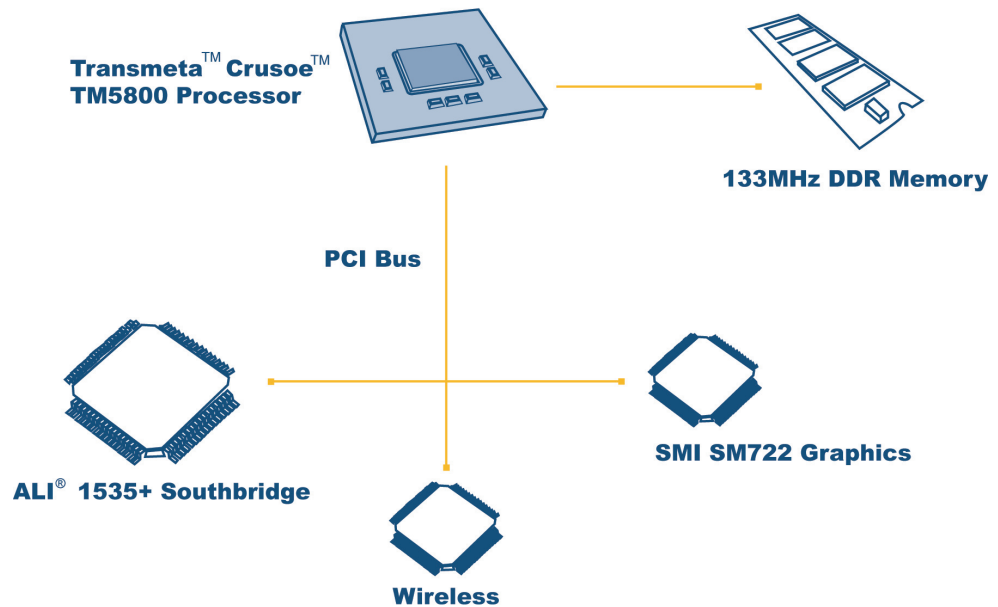 Transmeta™ Crusoe™
TM5800 Processor
133MHz DDR Memory
PCI Bus
SMI SM722 Graphics
ALI® 1535+ Southbridge
Wireless